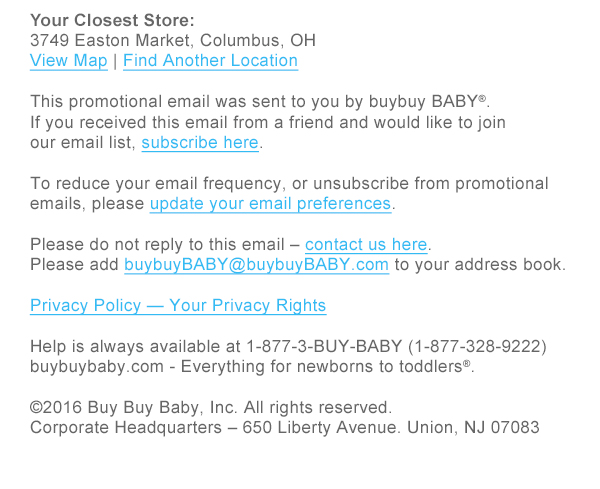 Your Closest Store:
3749 Easton Market, Columbus, OH
View Map | Find Another Location
This promotional email was sent to you by buybuy BABY®.
If you received this email from a friend and would like to join
our email list, subscribe here.
To reduce your email frequency, or unsubscribe from promotional
emails, please update your email preferences.
Please do not reply to this email – contact us here.
Please add buybuyBABY@buybuyBABY.com to your address book.
Privacy Policy — Your Privacy Rights
Help is always available at 1-877-3-BUY-BABY (1-877-328-9222)
buybuybaby.com - Everything for newborns to toddlers®.
©2016 Buy Buy Baby, Inc. All rights reserved.
Corporate Headquarters – 650 Liberty Avenue. Union, NJ 07083